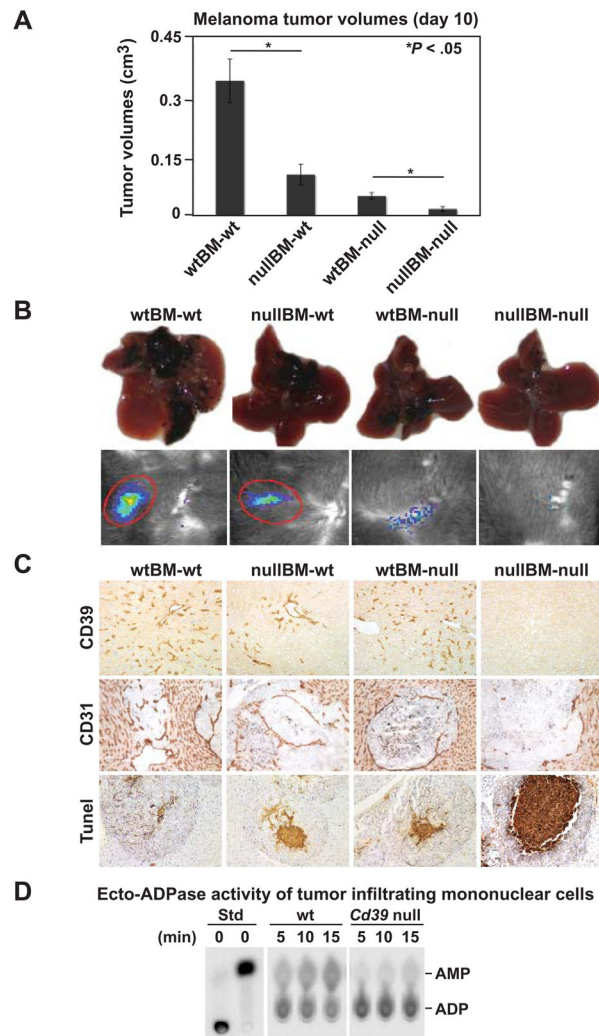 A
Melanoma tumor volumes (day 10)
Tumor volumes (cm3)
0.45
0.3
0.15
0
*
*P < .05
*
wtBM-wt
nullBM-wt
wtBM-null
nullBM-null
B
wtBM-wt nullBM-wt wtBM-null nullBM-null
C
wtBM-wt nullBM-wt wtBM-null nullBM-null
CD39
CD31
Tunel
D
Ecto-ADPase activity of tumor infiltrating mononuclear cells
Std wt Cd39 null
(min) 0 0 5 10 15 5 10 15
AMP
ADP